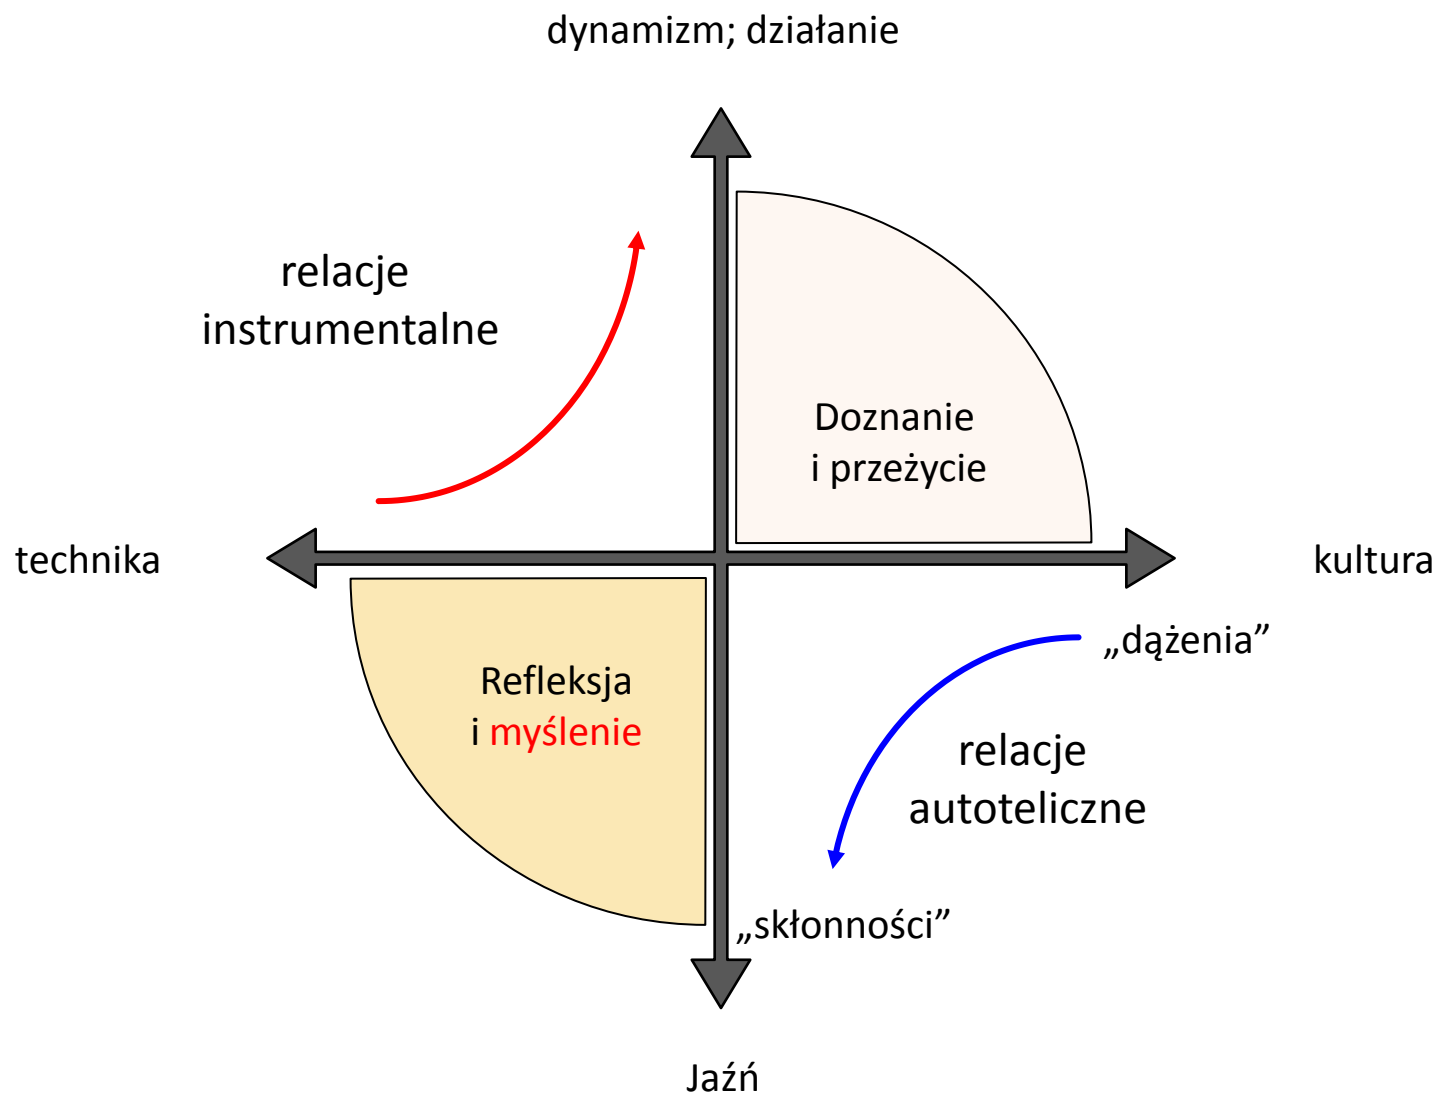 dynamizm; działanie
relacje
instrumentalne
Doznanie
i przeżycie
technika
kultura
„dążenia”
Refleksja
i myślenie
relacje
autoteliczne
„skłonności”
Jaźń